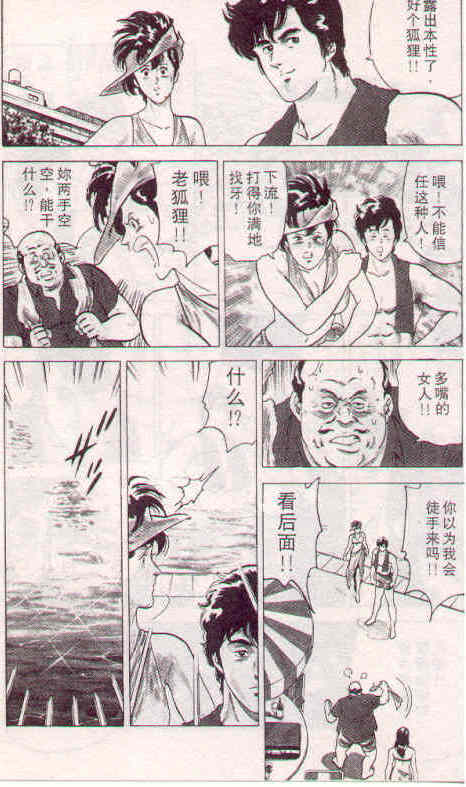 露出本性了，
好个狐狸!!
喂！不能信
任这种人！
下流！
打得你满地
找牙！
喂！
老狐狸!!
妳两手空
空，能干
什么!?
多嘴的
女人!!
你以为我会
徒手来吗!!
看后面!!
什么!?